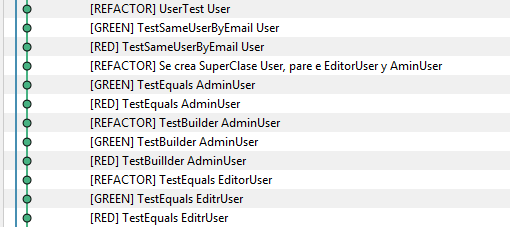 [REFACTOR] UserTest User
[GREEN] TestSameUserByEmail User
[RED] TestSameUserByEmail User
[REFACTOR] Se crea SuperClase User, pare e EditorUser y AminUser
[GREEN] TestEquals AdminUser
[RED] TestEquals AdminUser
[REFACTOR] TestBuilder AdminUser
[GREEN] TestBuilder AdminUser
[RED] TestBuillder AdminUser
[REFACTOR] TestEquals EditorUser
[GREEN] TestEquals EditrUser
[RED] TestEquals EditrUser